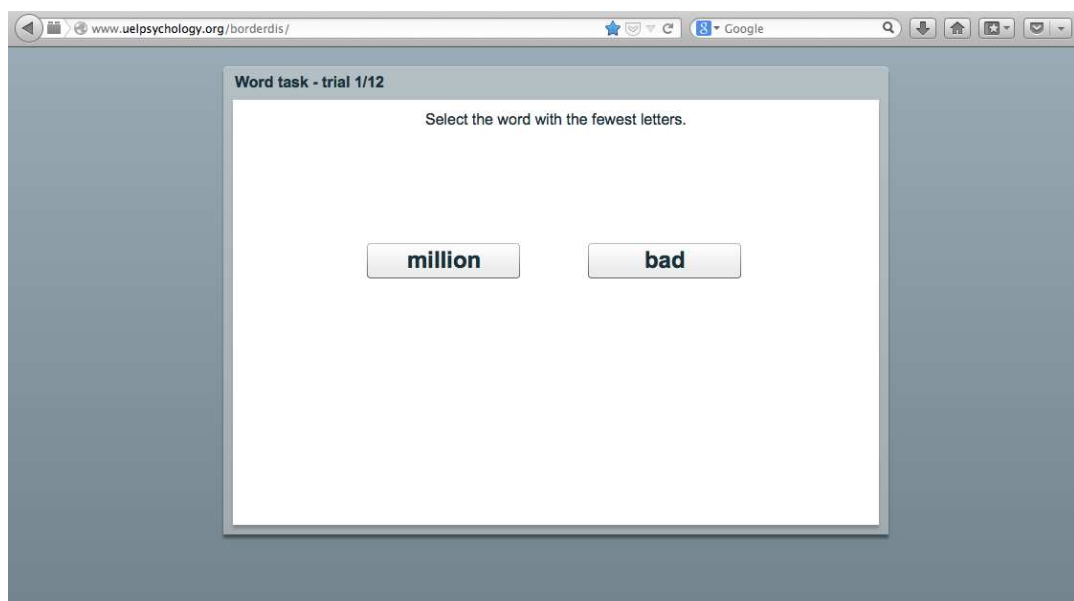 www.uelpsychology.org/borderdis/
Google
Word task - trial 1/12
Select the word with the fewest letters.
million
bad